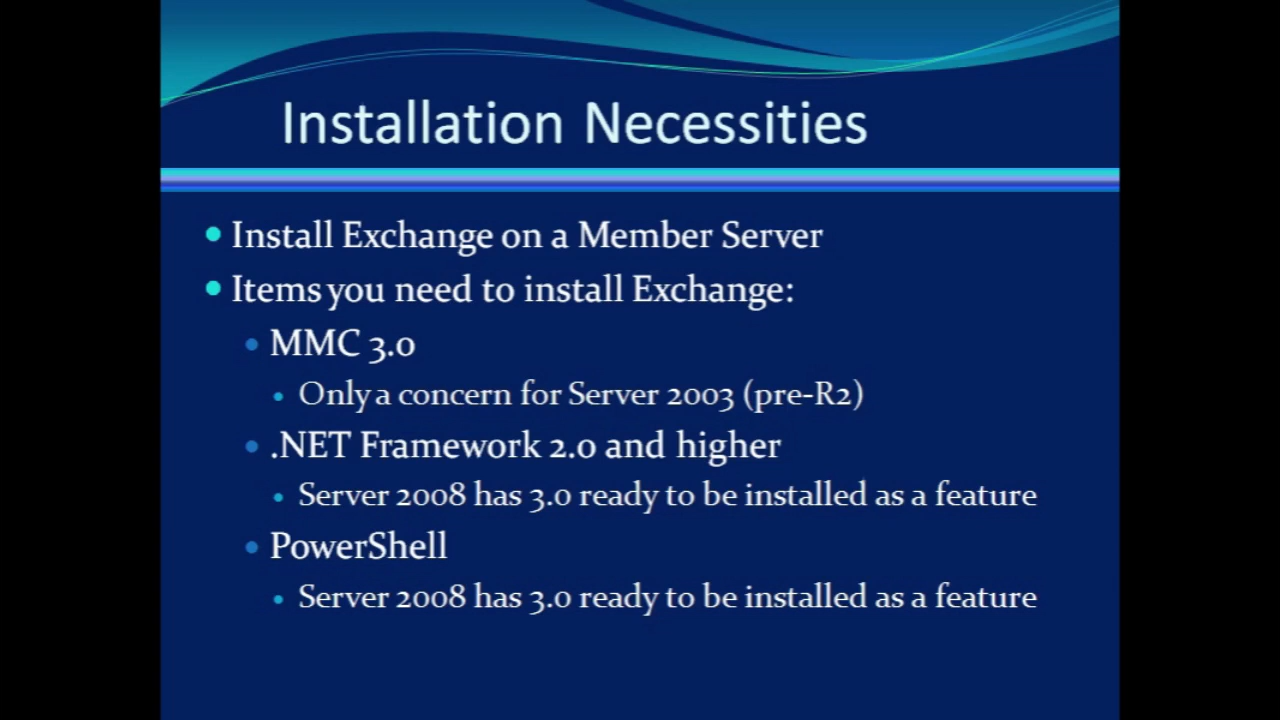 Installation Necessities
Install Exchange on a Member Server
Items you need to install Exchange:
MMC 3.0
Only a concern for Server 2003 (pre-R2)
.NET Framework 2.0 and higher
Server 2008 has 3.0 ready to be installed as a feature
PowerShell
Server 2008 has 3.0 ready to be installed as a feature